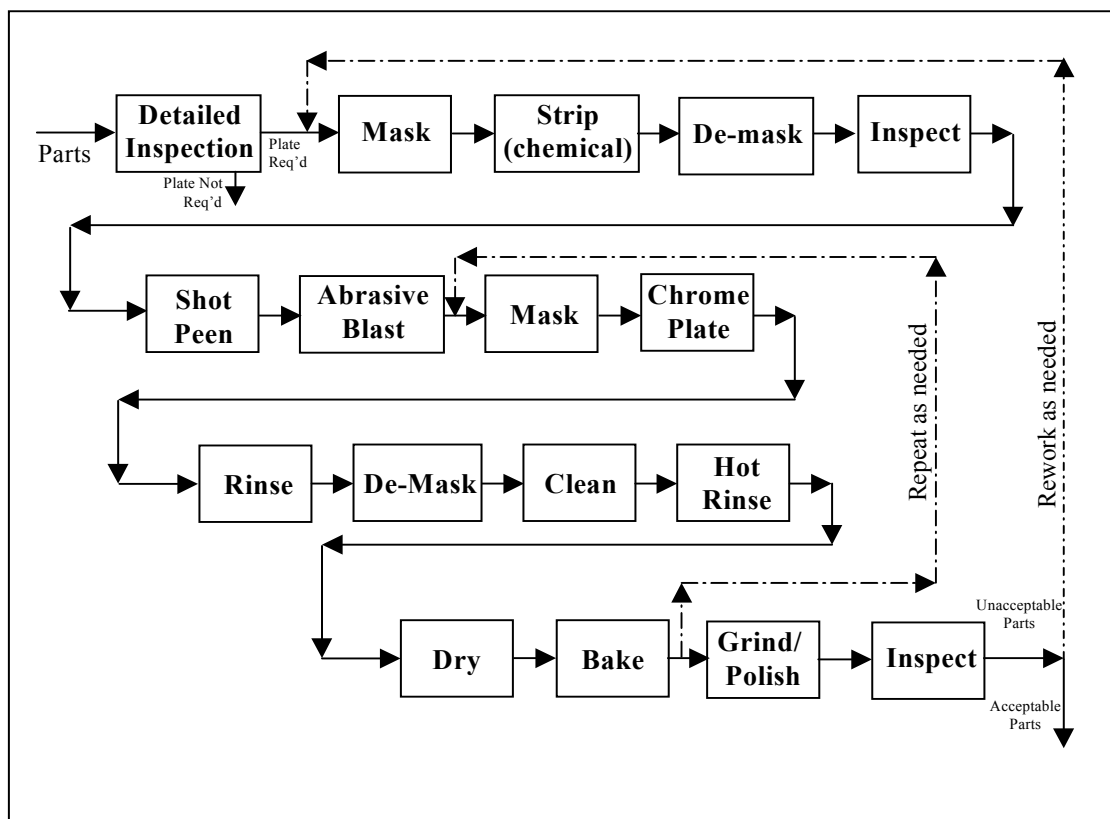 Parts
Detailed
Inspection
Plate
Req'd
Plate Not
Req'd
Mask
Strip
(chemical)
De-mask
Inspect
Shot
Peen
Abrasive
Blast
Mask
Chrome
Plate
Rinse
De-Mask
Clean
Hot
Rinse
Repeat as needed
Rework as needed
Dry
Bake
Grind/
Polish
Inspect
Unacceptable
Parts
Acceptable
Parts